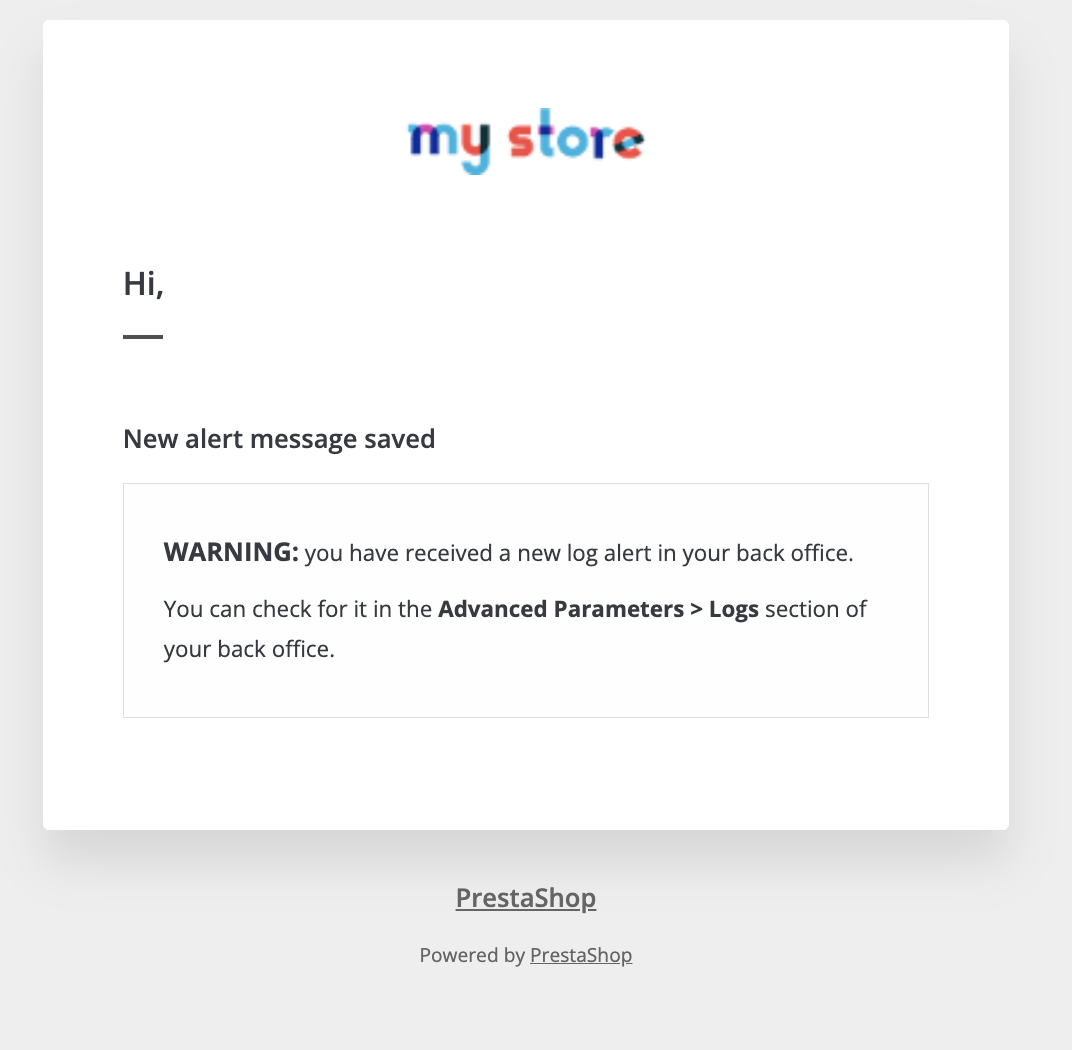 my store
Hi,
New alert message saved
WARNING: you have received a new log alert in your back office.
You can check for it in the Advanced Parameters > Logs section of
your back office.
PrestaShop
Powered by PrestaShop